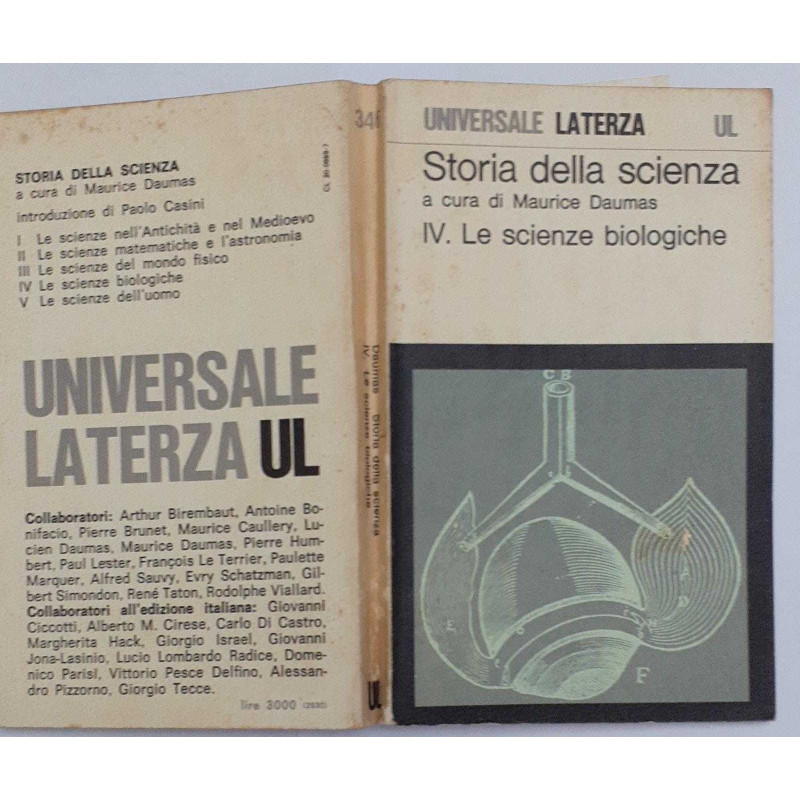 STORIA DELLA SCIENZA
a cura di Maurice Daumas
introduzione di Paolo Casini
I Le scienze nell'Antichità e nel Medioevo
II Le scienze matematiche e l'astronomia
III Le scienze del mondo fisico
IV Le scienze biologiche
V Le scienze dell'uomo
UNIVERSALE
LATERZA UL
Collaboratori: Arthur Birembaut, Antoine Bo-
nifacio, Pierre Brunet, Maurice Caullery, Lu-
cien Daumas, Maurice Daumas, Pierre Hum-
bert, Paul Lester, François Le Terrier, Paulette
Marquer, Alfred Sauvy, Evry Schatzman, Gil-
bert Simondon, René Taton, Rodolphe Viallard.
Collaboratori all'edizione italiana: Giovanni
Ciccotti, Alberto M. Cirese, Carlo Di Castro,
Margherita Hack, Giorgio Israel, Giovanni
Jona-Lasinio, Lucio Lombardo Radice, Dome-
nico Parisi, Vittorio Pesce Delfino, Alessan-
dro Pizzorno, Giorgio Tecce.
lire 3000
Daumas Storia della scienza
IV. Le scienze biologiche
UL
UNIVERSALE LATERZA UL
Storia della scienza
a cura di Maurice Daumas
IV. Le scienze biologiche
C B
E
D
H
F